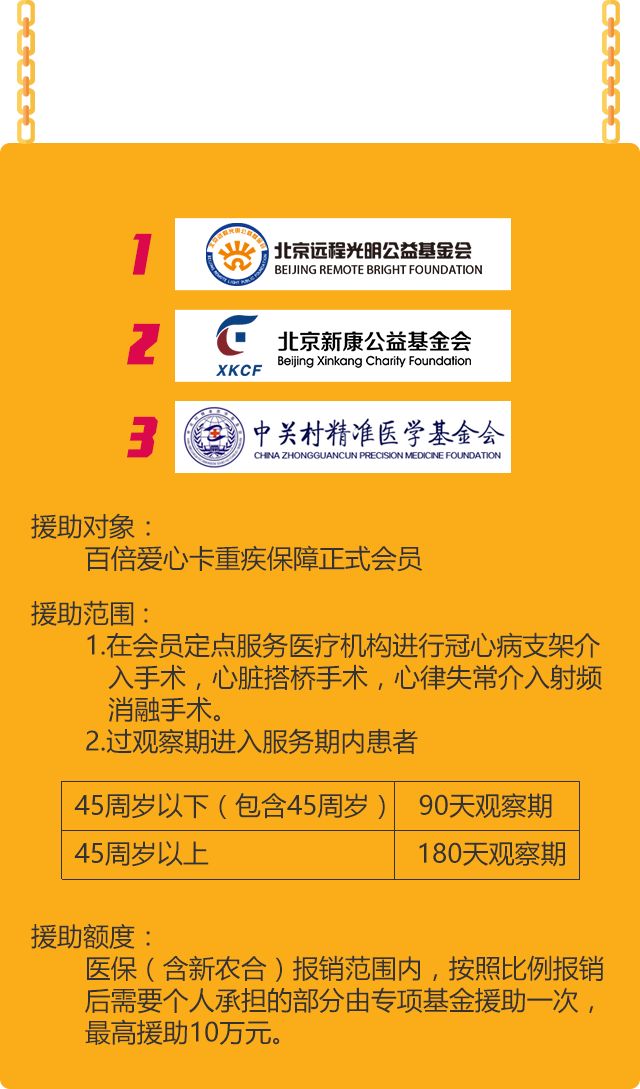 1
北京远程光明公益基金会
BEIJING REMOTE BRIGHT FOUNDATION
2
XKCF
北京新康公益基金会
Beijing Xinkang Charity Foundation
3
中关村精准医学基金会
CHINA ZHONGGUANCUN PRECISION MEDICINE FOUNDATION
援助对象：
百倍爱心卡重疾保障正式会员
援助范围：
1.在会员定点服务医疗机构进行冠心病支架介
入手术，心脏搭桥手术，心律失常介入射频
消融手术。
2.过观察期进入服务期内患者
45周岁以下（包含45周岁） 90天观察期
45周岁以上 180天观察期
援助额度：
医保（含新农合）报销范围内，按照比例报销
后需要个人承担的部分由专项基金援助一次，
最高援助10万元。